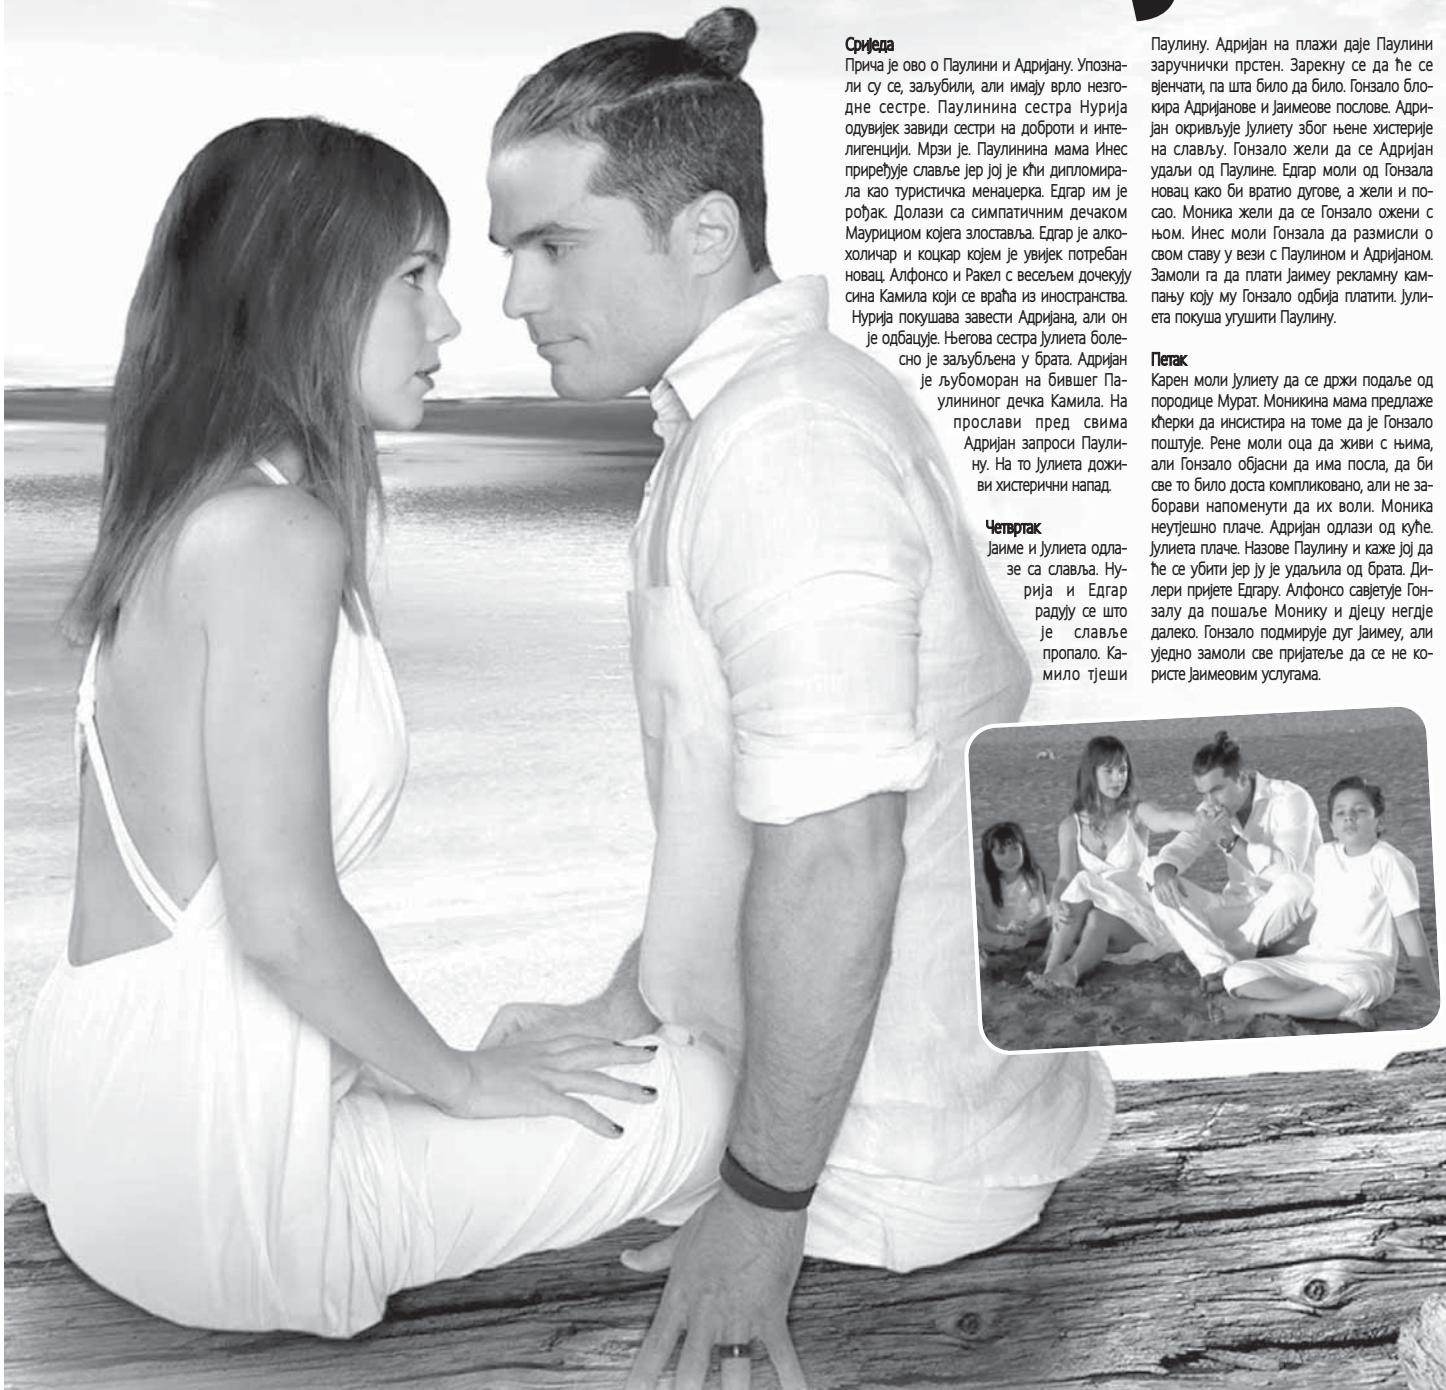 Сриједа
Прича је ово о Паулини и Адријану. Упозна-
ли су се, заљубили, али имају врло незго-
дне сестре. Паулинина сестра Нурија
одувијек завиди сестри на доброти и инте-
лигенцији. Мрзи је. Паулинина мама Инес
приређује славље јер јој је кћи дипломира-
ла као туристичка менаџерка. Едгар им је
рођак. Долази са симпатичним дечаком
Маурициом којега злоставља. Едгар је алко-
холичар и коцкар којем је увијек потребан
новац. Алфонсо и Ракел с весељем дочекују
сина Камила који се враћа из иностранства.
Нурија покушава завести Адријана, али он
је одбацује. Његова сестра Јулиета боле-
сно је заљубљена у брата. Адријан
је љубоморан на бившег Па-
улининог дечка Камила. На
прослави пред свима
Адријан запроси Паули-
ну. На то Јулиета дожи-
ви хистерични напад.
Четвртак
Јаиме и Јулиета одла-
зе са славља. Ну-
рија и Едгар
радују се што
је славље
пропало. Ка-
мило тјеши
Паулину. Адријан на плажи даје Паулини
заручнички прстен. Зарекну се да ће се
вјенчати, па шта било да било. Гонзало бло-
кира Адријанове и Јаимеове послове. Адри-
јан окривљује Јулиету због њене хистерије
на слављу. Гонзало жели да се Адријан
удаљи од Паулине. Едгар моли од Гонзала
новац како би вратио дугове, а жели и по-
сао. Моника жели да се Гонзало ожени с
њом. Инес моли Гонзала да размисли о
свом ставу у вези с Паулином и Адријаном.
Замоли га да плати Јаимеу рекламну кам-
пању коју му Гонзало одбија платити. Јули-
ета покуша угушити Паулину.
Петак
Карен моли Јулиету да се држи подаље од
породице Мурат. Моникина мама предлаже
кћерки да инсистира на томе да је Гонзало
поштује. Рене моли оца да живи с њима,
али Гонзало објасни да има посла, да би
све то било доста компликовано, али не за-
борави напоменути да их воли. Моника
неутјешно плаче. Адријан одлази од куће.
Јулиета плаче. Назове Паулину и каже јој да
ће се убити јер ју је удаљила од брата. Ди-
лери пријете Едгару. Алфонсо савјетује Гон-
залу да пошаље Монику и дјецу негдје
далеко. Гонзало подмирује дуг Јаимеу, али
уједно замоли све пријатеље да се не ко-
ристе Јаимеовим услугама.